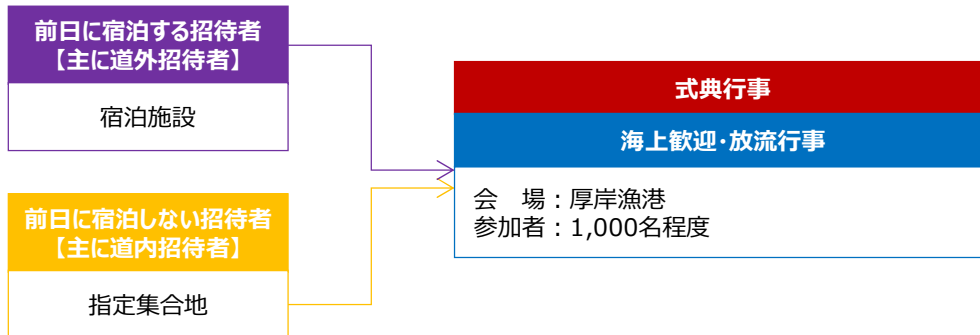 前日に宿泊する招待者
【主に道外招待者】
宿泊施設
前日に宿泊しない招待者
【主に道内招待者】
指定集合地
式典行事
海上歓迎・放流行事
会　場：厚岸漁港
参加者：1,000名程度